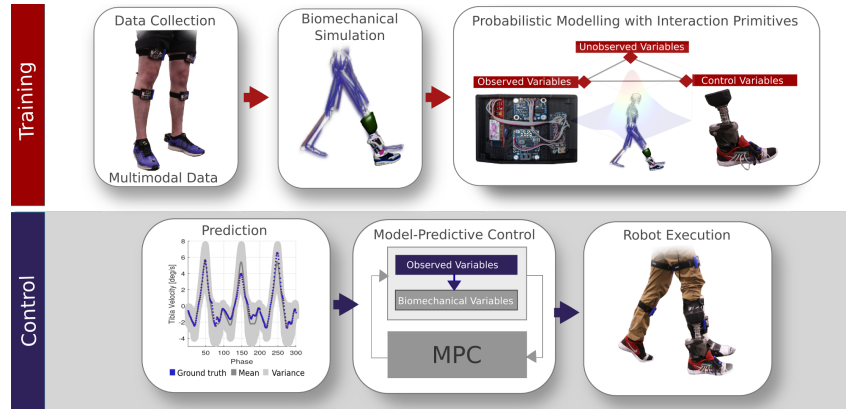 Training
Data Collection
Multimodal Data
Biomechanical
Simulation
Probabilistic Modelling with Interaction Primitives
Unobserved Variables
Observed Variables
Control Variables
Control
Prediction
Tibia Velocity [deg/s]
8
6
4
2
0
-2
-4
50 100 150 200 250 300
Phase
Ground truth Mean Variance
Model-Predictive Control
Observed Variables
Biomechanical Variables
MPC
Robot Execution